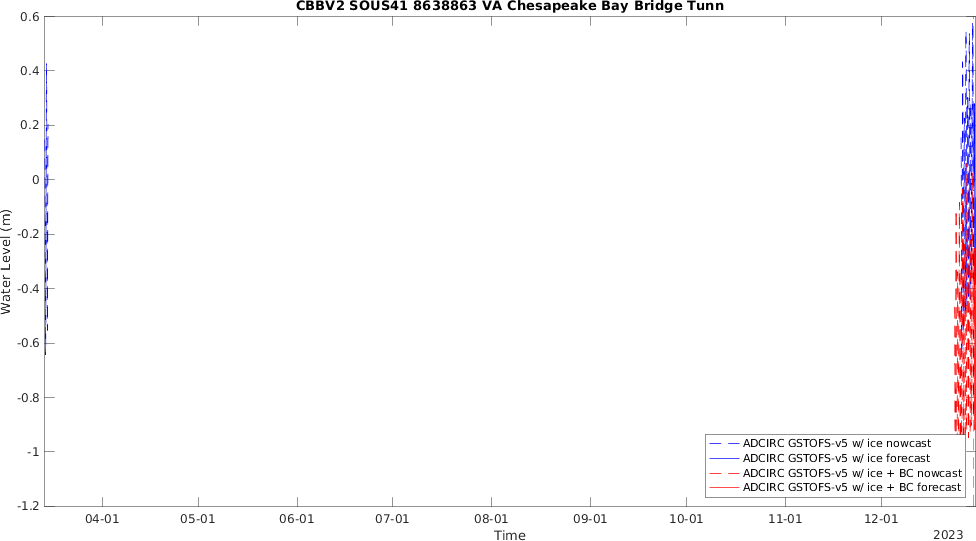 CBBV2 SOUS41 8638863 VA Chesapeake Bay Bridge Tunn
0.6
0.4
0.2
0
-0.2
-0.4
-0.6
-0.8
-1
-1.2
Water Level (m)
ADCIRC GSTOFS-v5 w/ ice nowcast
ADCIRC GSTOFS-v5 w/ ice forecast
ADCIRC GSTOFS-v5 w/ ice + BC nowcast
ADCIRC GSTOFS-v5 w/ ice + BC forecast
04-01 05-01 06-01 07-01 08-01 09-01 10-01 11-01 12-01
Time
2023